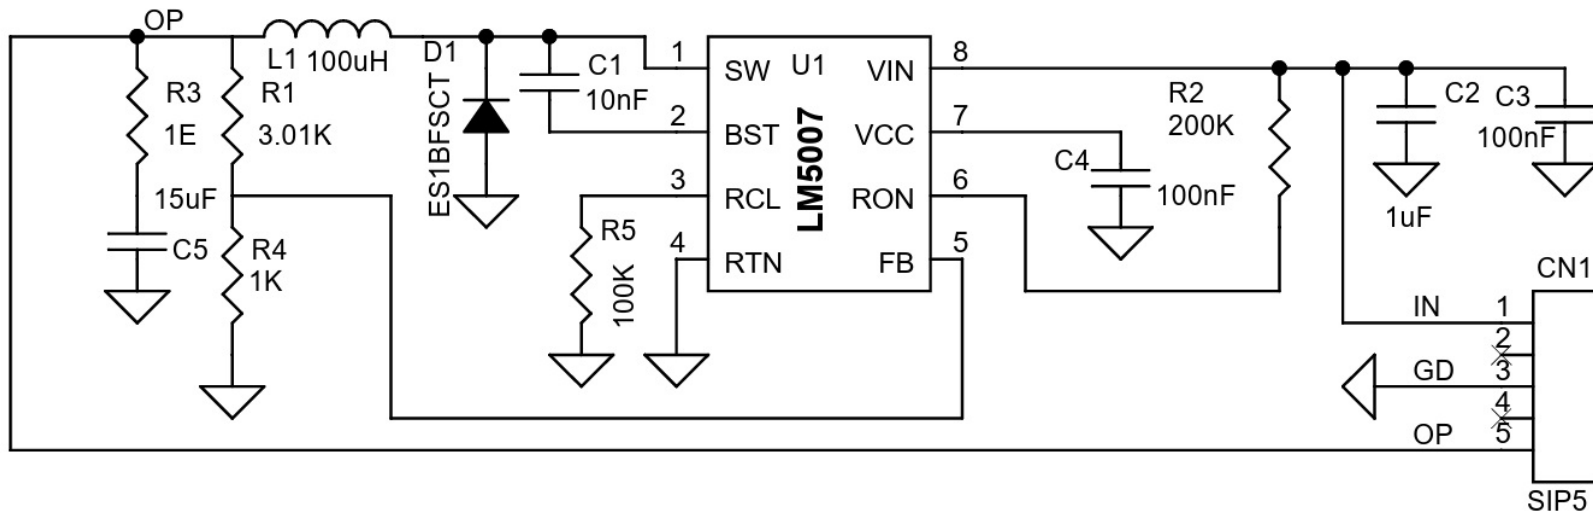 OP
L1 100uH
D1
ES1BFSCT
R3
1E
R1
3.01K
15uF
C5
R4
1K
C1
10nF
1
2
3
4
SW
BST
RCL
RTN
U1
LM5007
VIN
VCC
RON
FB
8
7
6
5
R5
100K
C4
100nF
R2
200K
C2
1uF
C3
100nF
CN1
IN 1
2
GD 3
4
OP 5
SIP5